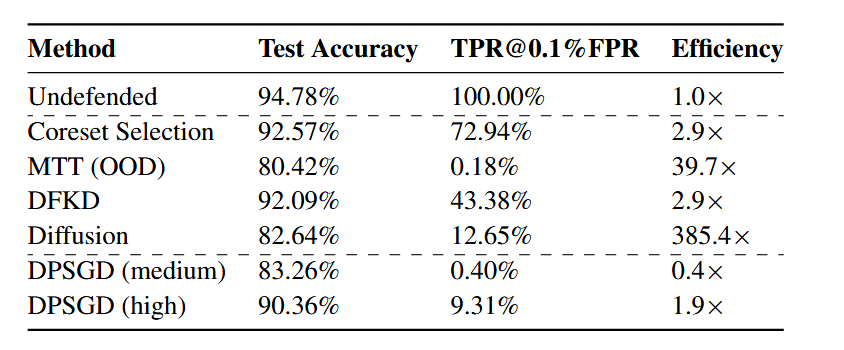 Method Test Accuracy TPR@0.1%FPR Efficiency
Undefended 94.78% 100.00% 1.0×
Coreset Selection 92.57% 72.94% 2.9×
MTT (OOD) 80.42% 0.18% 39.7×
DFKD 92.09% 43.38% 2.9×
Diffusion 82.64% 12.65% 385.4×
DPSGD (medium) 83.26% 0.40% 0.4×
DPSGD (high) 90.36% 9.31% 1.9×